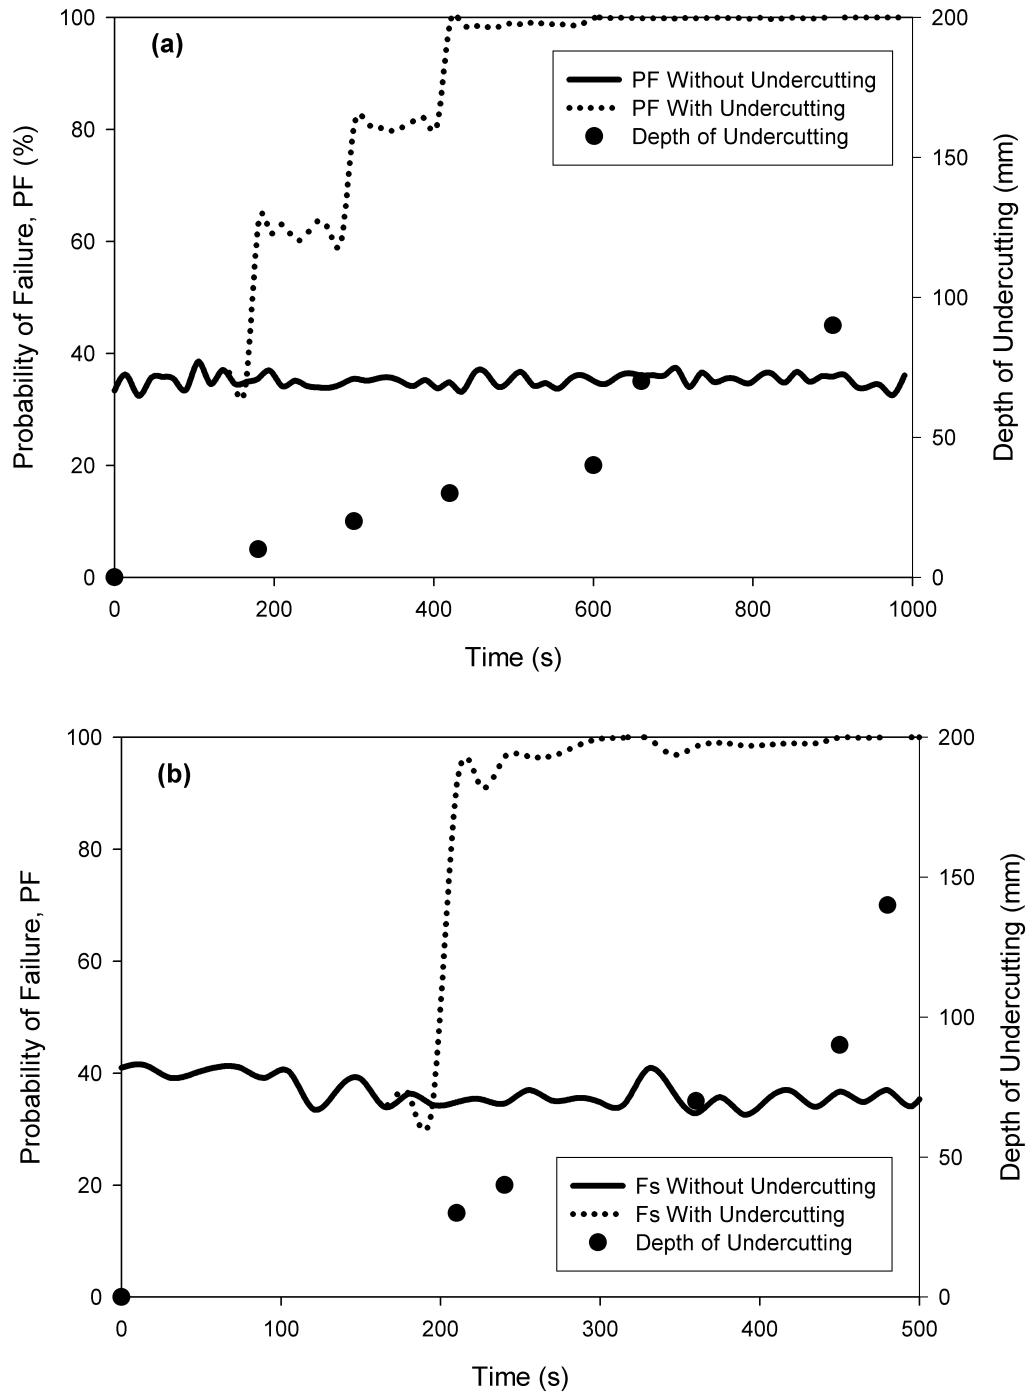 (a)
PF Without Undercutting
PF With Undercutting
Depth of Undercutting
Probability of Failure, PF (%)
100
80
60
40
20
0
Depth of Undercutting (mm)
200
150
100
50
0
0 200 400 600 800 1000
Time (s)
(b)
Fs Without Undercutting
Fs With Undercutting
Depth of Undercutting
Probability of Failure, PF
100
80
60
40
20
0
Depth of Undercutting (mm)
200
150
100
50
0
0 100 200 300 400 500
Time (s)